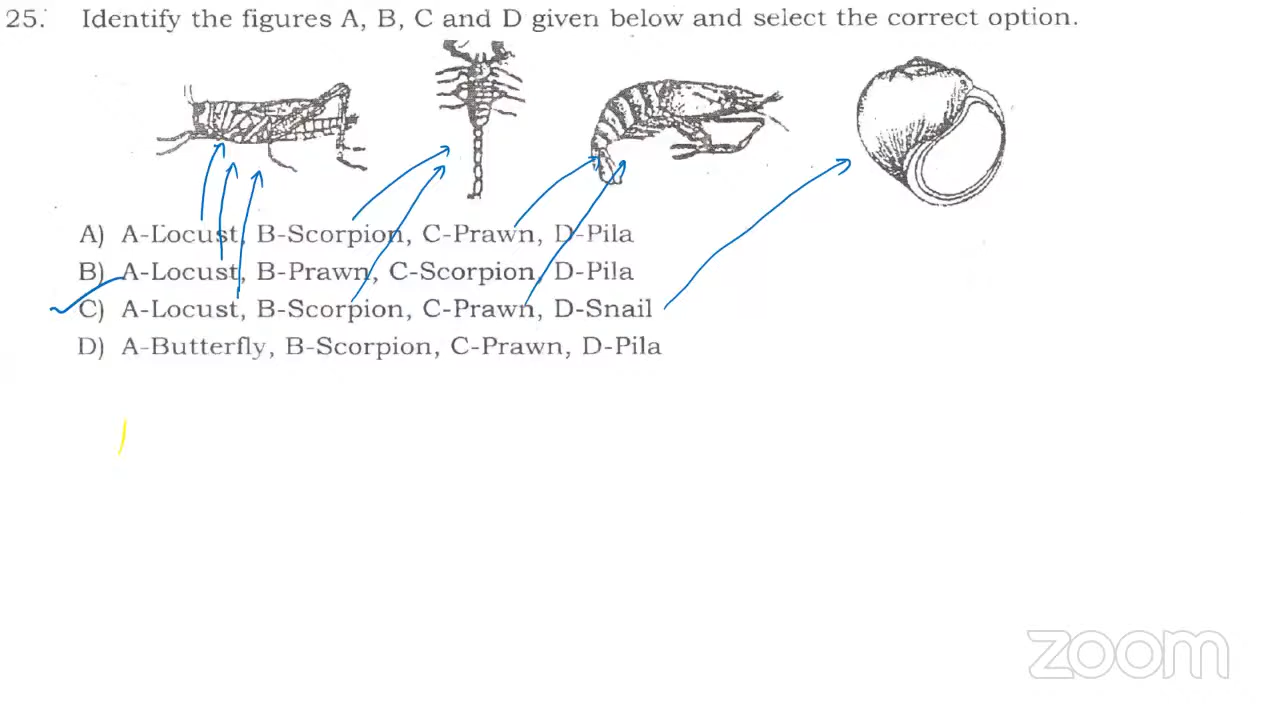 25. Identify the figures A, B, C and D given below and select the correct option.
A) A-Locust, B-Scorpion, C-Prawn, D-Pila
B) A-Locust, B-Prawn, C-Scorpion, D-Pila
C) A-Locust, B-Scorpion, C-Prawn, D-Snail
D) A-Butterfly, B-Scorpion, C-Prawn, D-Pila
zoom